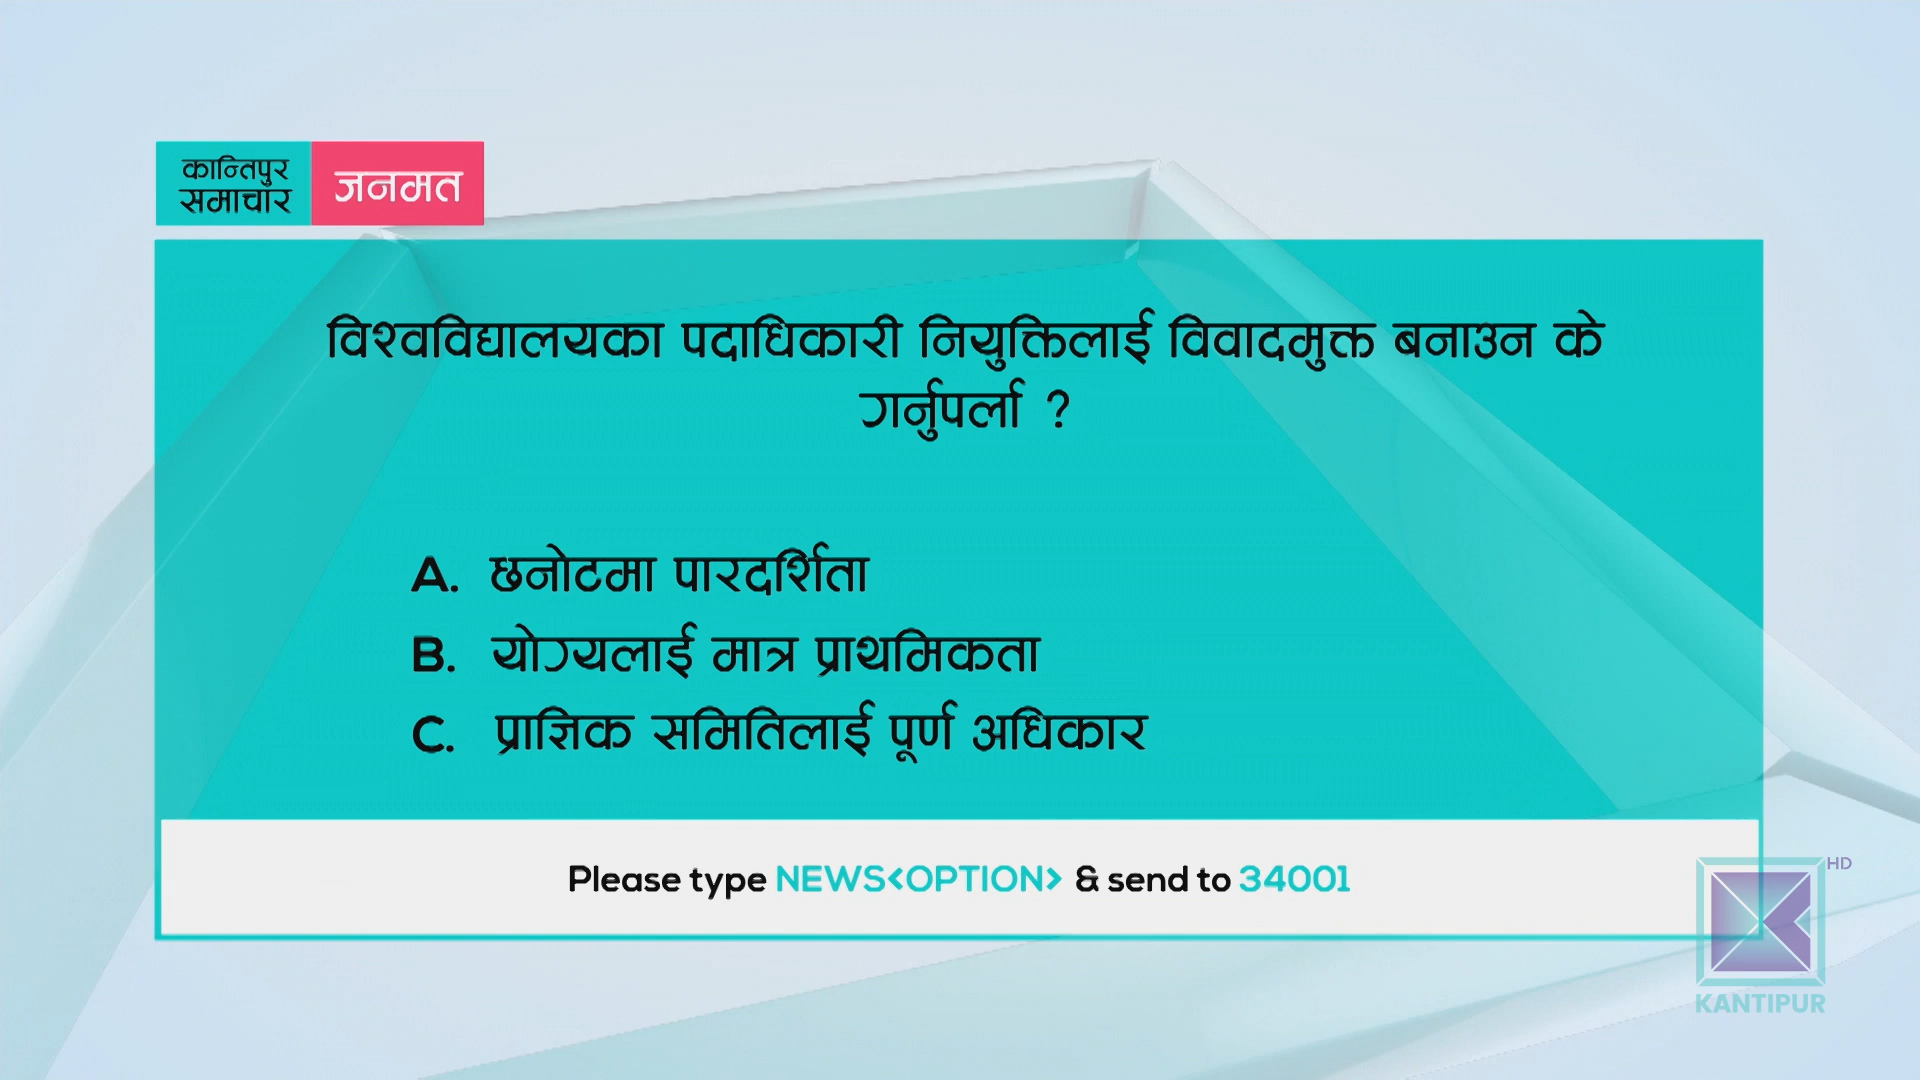 कान्तिपुर
समाचार
जनमत
विश्वविद्यालयका पदाधिकारी नियुक्तिलाई विवादमुक्त बनाउन के
गर्नुपर्ला ?
A. छनोटमा पारदर्शिता
B. योग्यलाई मात्र प्राथमिकता
C. प्राज्ञिक समितिलाई पूर्ण अधिकार
Please type NEWS<OPTION> & send to 34001
HD
KANTIPUR